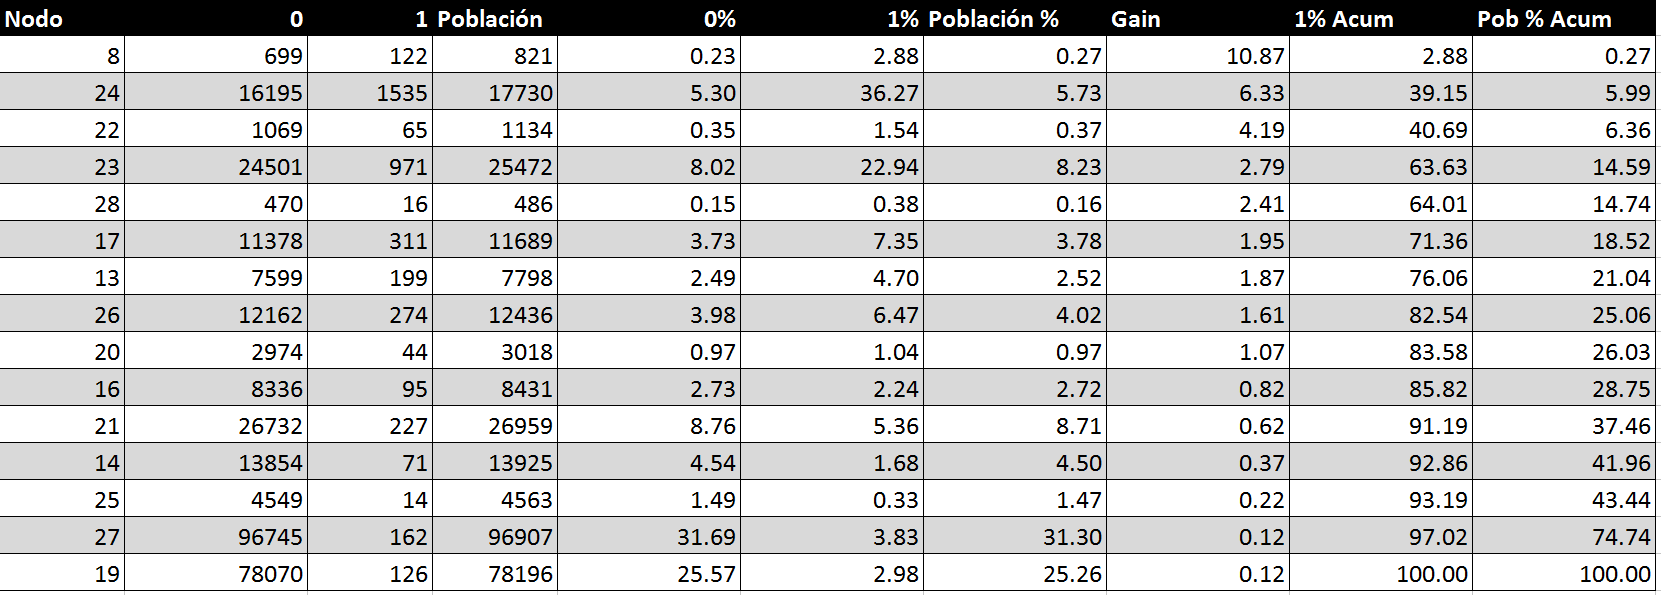 Nodo 0 1 Población 0% 1% Población % Gain 1% Acum Pob % Acum
8 699 122 821 0.23 2.88 0.27 10.87 2.88 0.27
24 16195 1535 17730 5.30 36.27 5.73 6.33 39.15 5.99
22 1069 65 1134 0.35 1.54 0.37 4.19 40.69 6.36
23 24501 971 25472 8.02 22.94 8.23 2.79 63.63 14.59
28 470 16 486 0.15 0.38 0.16 2.41 64.01 14.74
17 11378 311 11689 3.73 7.35 3.78 1.95 71.36 18.52
13 7599 199 7798 2.49 4.70 2.52 1.87 76.06 21.04
26 12162 274 12436 3.98 6.47 4.02 1.61 82.54 25.06
20 2974 44 3018 0.97 1.04 0.97 1.07 83.58 26.03
16 8336 95 8431 2.73 2.24 2.72 0.82 85.82 28.75
21 26732 227 26959 8.76 5.36 8.71 0.62 91.19 37.46
14 13854 71 13925 4.54 1.68 4.50 0.37 92.86 41.96
25 4549 14 4563 1.49 0.33 1.47 0.22 93.19 43.44
27 96745 162 96907 31.69 3.83 31.30 0.12 97.02 74.74
19 78070 126 78196 25.57 2.98 25.26 0.12 100.00 100.00